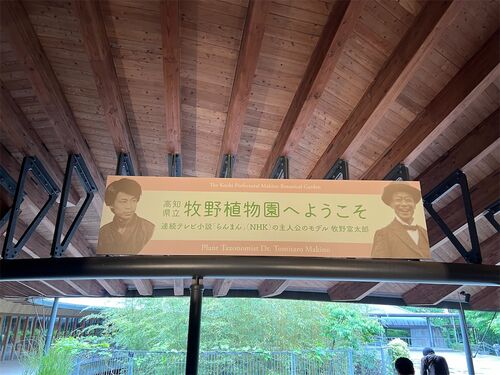 The Kochi Prefectural Makino Botanical Garden
高知県立 牧野植物園へようこそ
連続テレビ小説「らんまん」(NHK)の主人公のモデル 牧野富太郎
Plant Taxonomist Dr. Tomitaro Makino